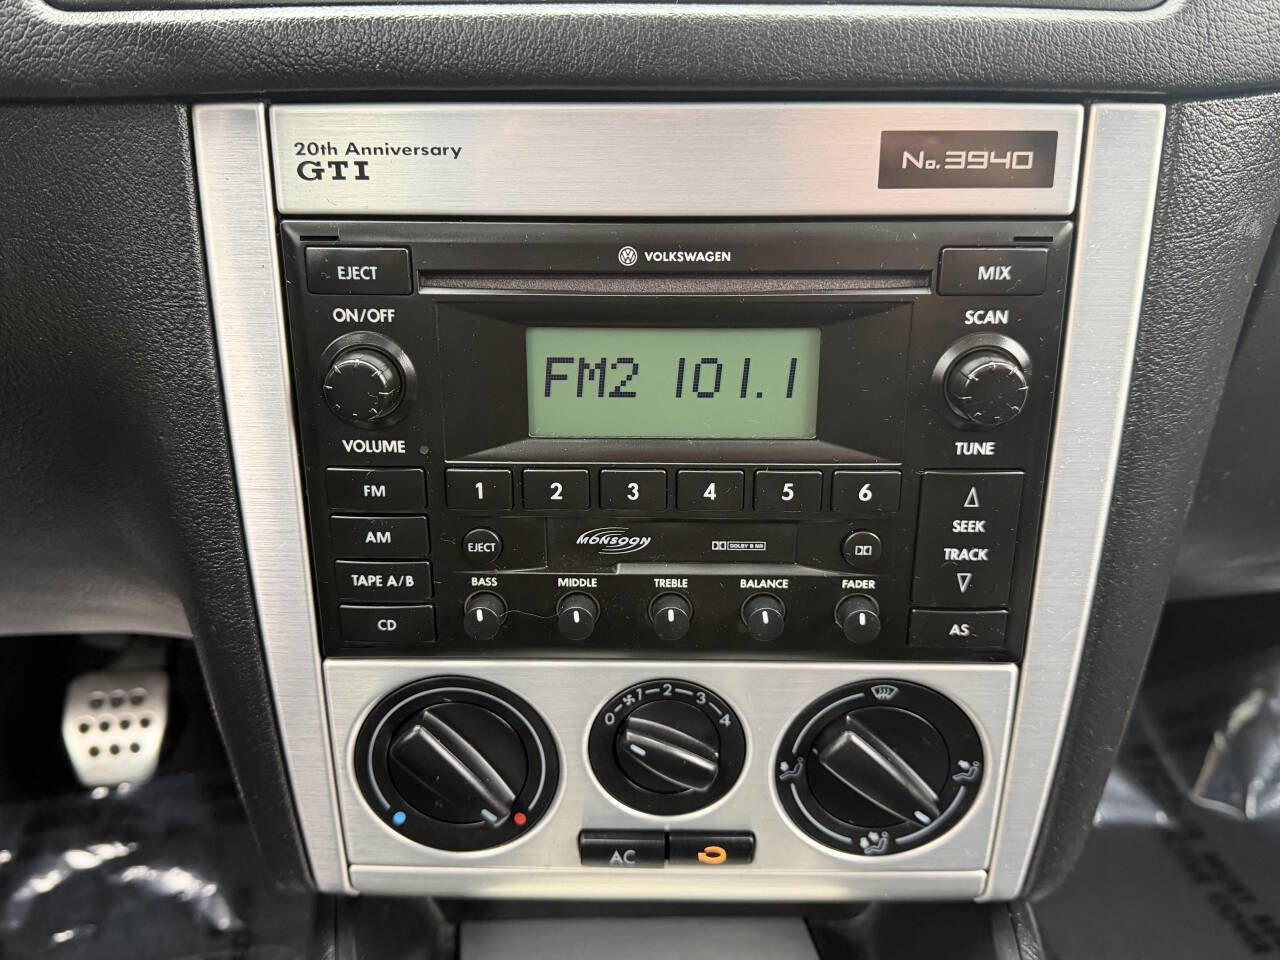 20th Anniversary
GTI
No. 3940
VOLKSWAGEN
EJECT
MIX
ON/OFF
SCAN
FM2 101.1
VOLUME
TUNE
FM
1 2 3 4 5 6
AM
EJECT
MONSOON
DOLBY B NR
SEEK
TRACK
TAPE A/B
BASS MIDDLE TREBLE BALANCE FADER
CD
AS
0 1 2 3 4
AC